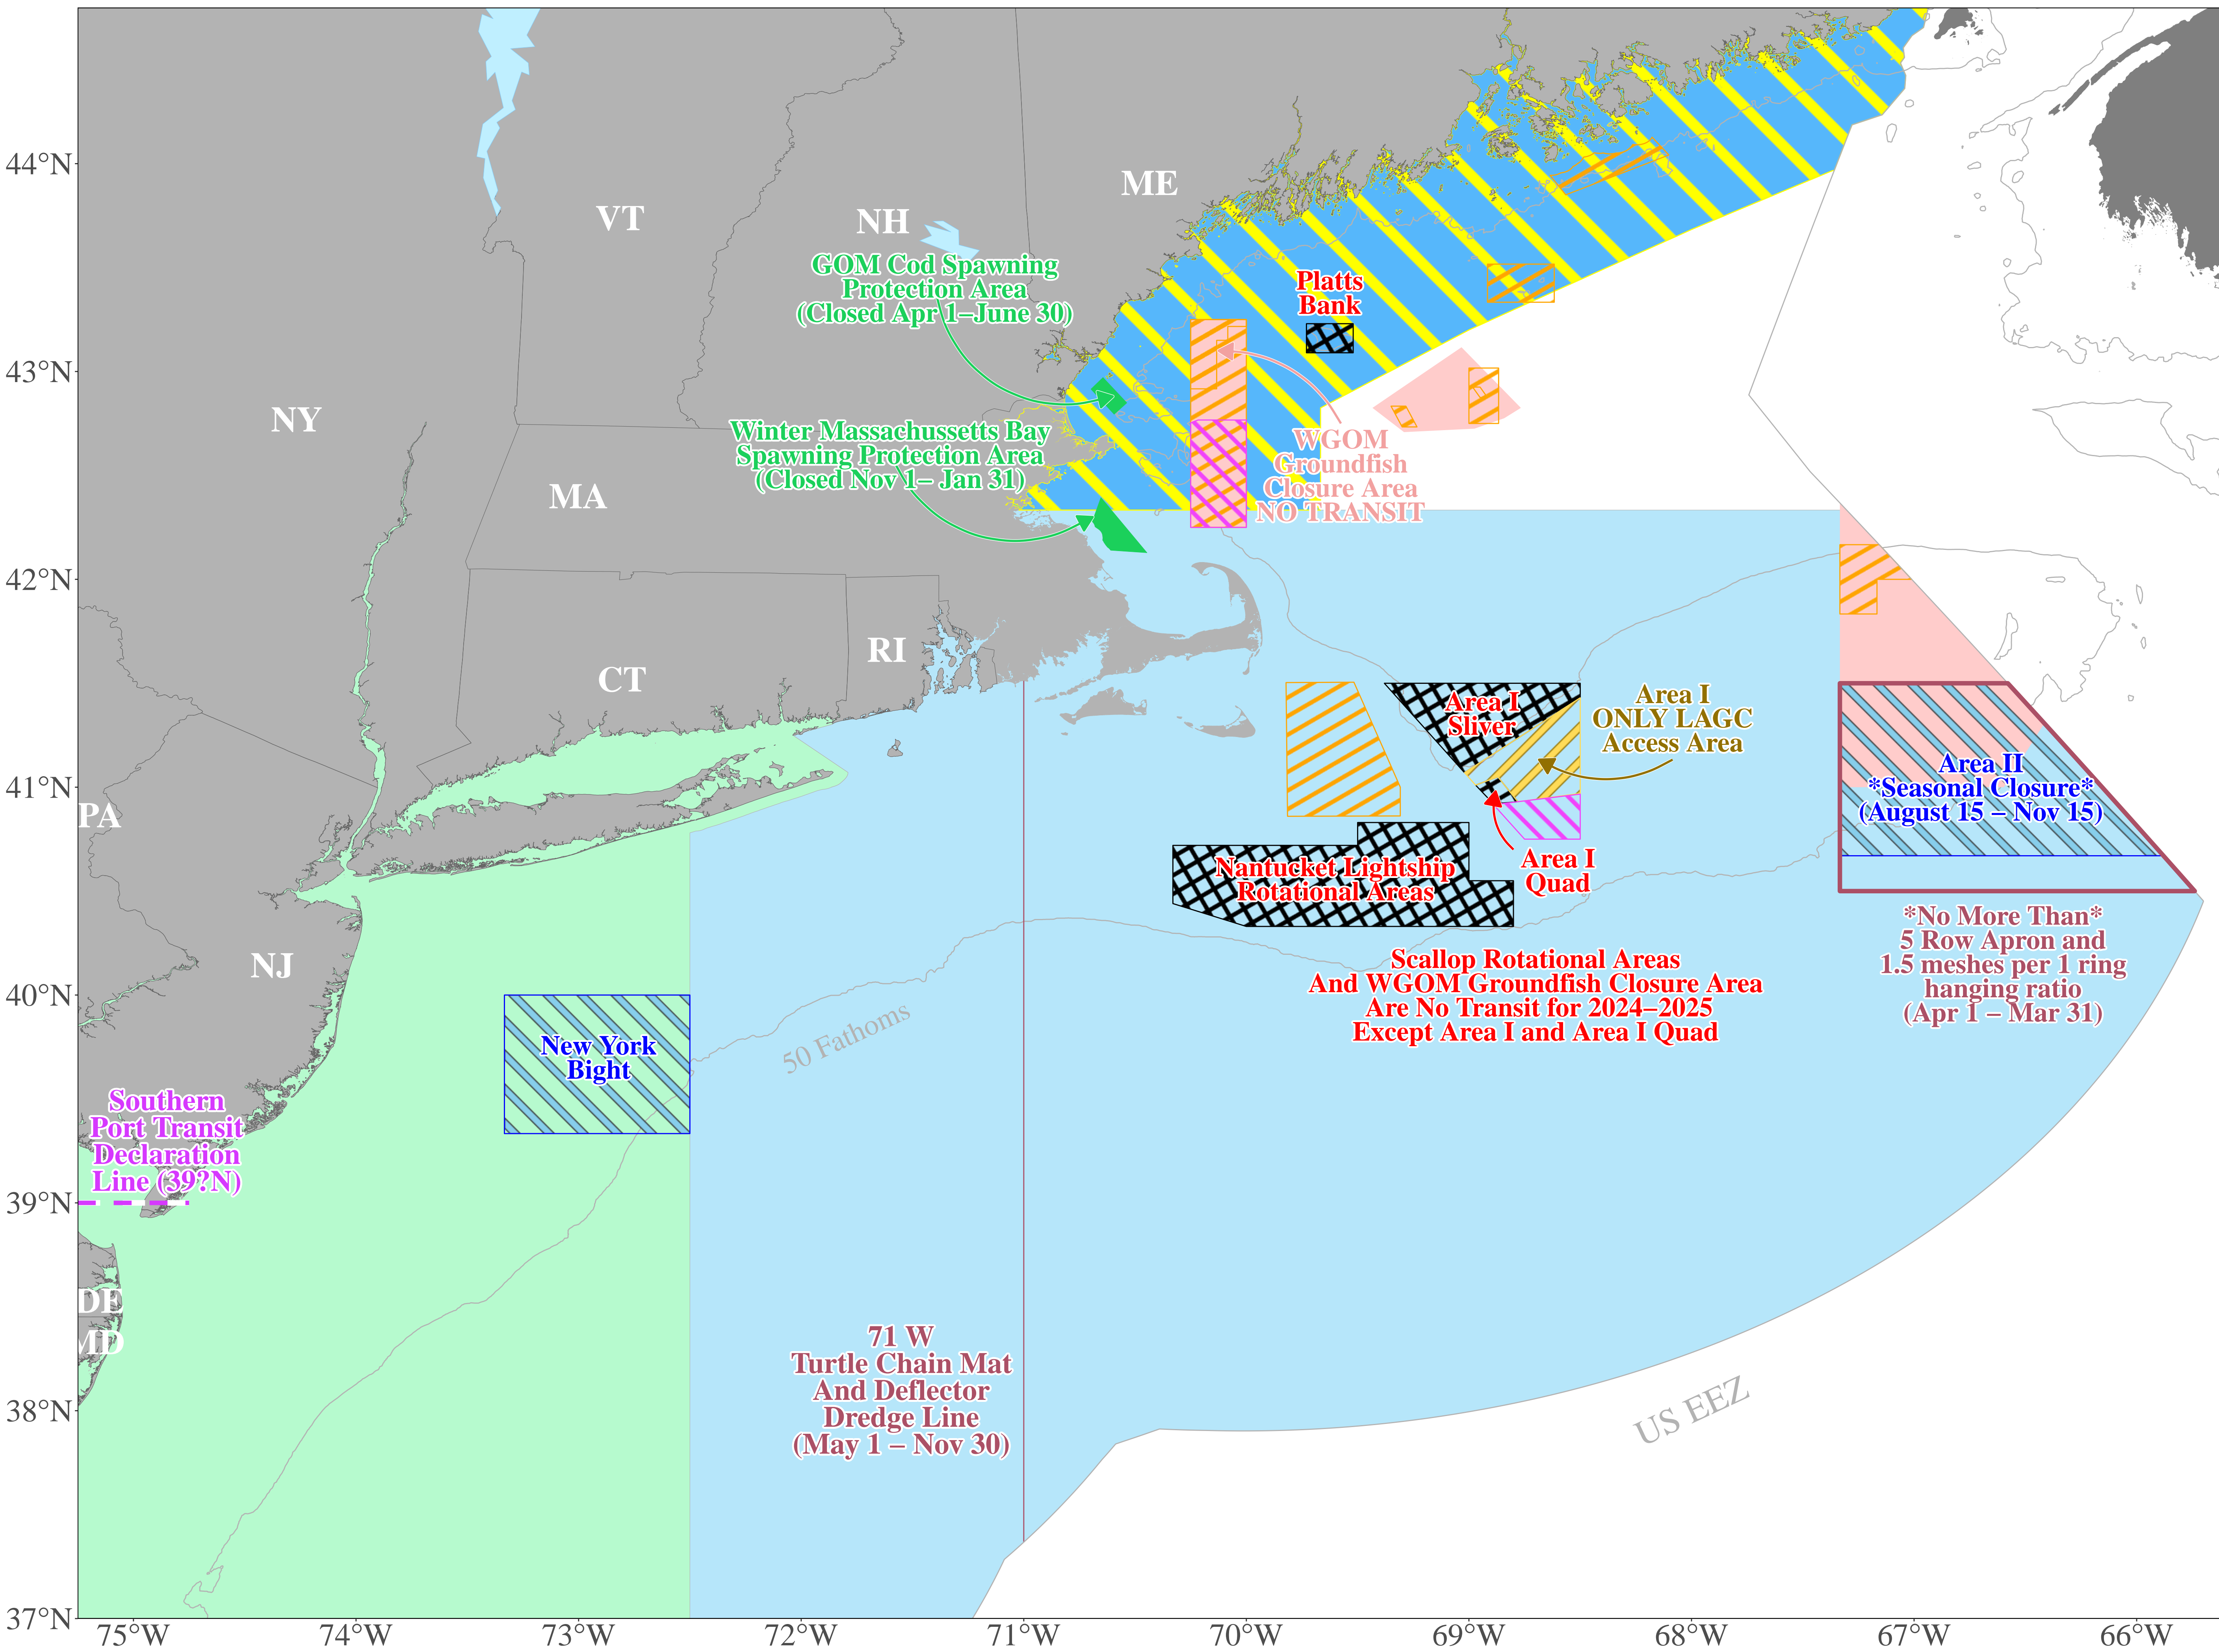 44°N
43°N
42°N
41°N
40°N
39°N
38°N
37°N
75°W
74°W
73°W
72°W
71°W
70°W
69°W
68°W
67°W
66°W
VT
NH
ME
NY
MA
CT
RI
PA
NJ
DE
MD
GOM Cod Spawning
Protection Area
(Closed Apr 1–June 30)
Winter Massachussetts Bay
Spawning Protection Area
(Closed Nov 1– Jan 31)
Platts
Bank
WGOM
Groundfish
Closure Area
NO TRANSIT
Area I
Sliver
Area I
ONLY LAGC
Access Area
Area I
Quad
Nantucket Lightship
Rotational Areas
Area II
*Seasonal Closure*
(August 15 – Nov 15)
*No More Than*
5 Row Apron and
1.5 meshes per 1 ring
hanging ratio
(Apr 1 – Mar 31)
Scallop Rotational Areas
And WGOM Groundfish Closure Area
Are No Transit for 2024–2025
Except Area I and Area I Quad
50 Fathoms
New York
Bight
Southern
Port Transit
Declaration
Line (39?N)
71 W
Turtle Chain Mat
And Deflector
Dredge Line
(May 1 – Nov 30)
US EEZ